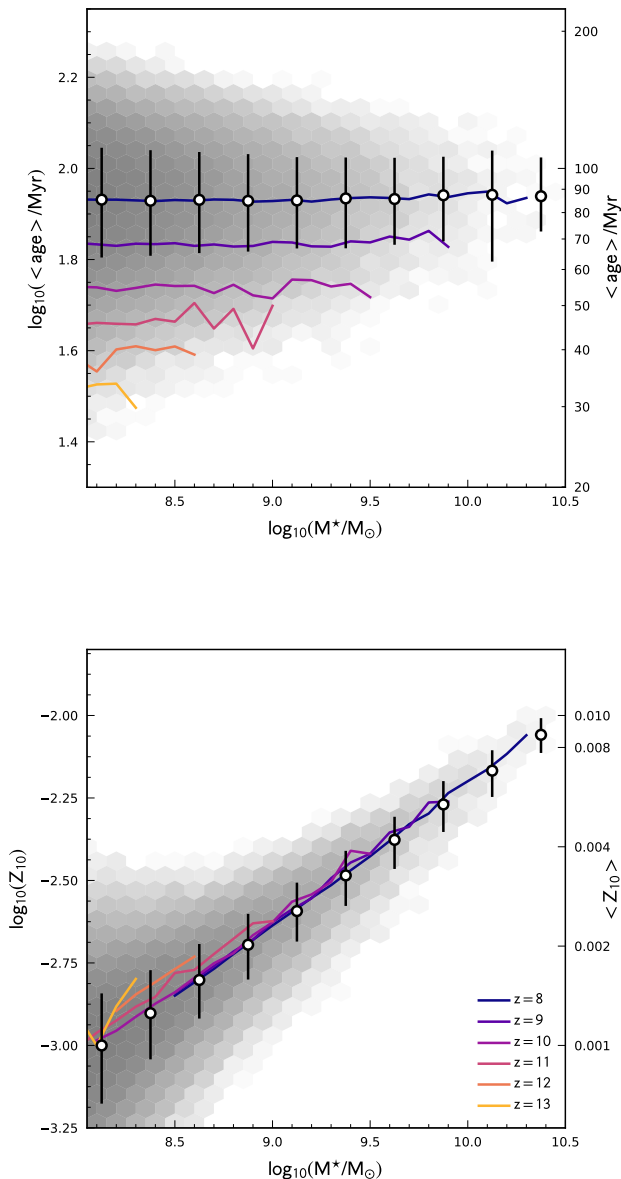 log₁₀(<age>/Myr)
2.2
2.0
1.8
1.6
1.4
200
100
90
80
70
60
50
40
30
20
<age>/Myr
8.5 9.0 9.5 10.0 10.5
log₁₀(M⋆/M⊙)
log₁₀(Z₁₀)
−2.00
−2.25
−2.50
−2.75
−3.00
−3.25
0.010
0.008
0.004
0.002
0.001
<Z₁₀>
z=8
z=9
z=10
z=11
z=12
z=13
8.5 9.0 9.5 10.0 10.5
log₁₀(M⋆/M⊙)